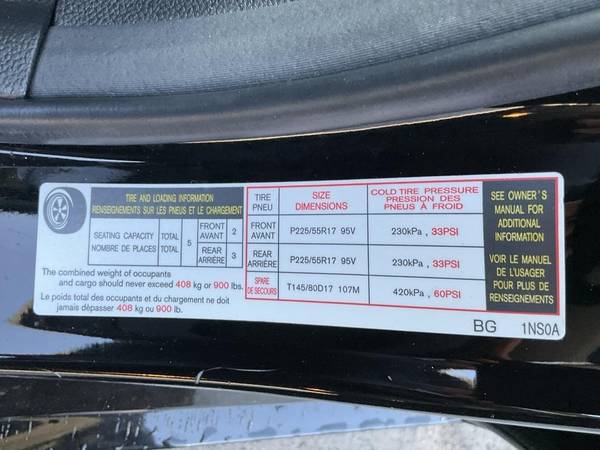 TIRE AND LOADING INFORMATION
RENSEIGNEMENTS SUR LES PNEUS ET LE CHARGEMENT
SEATING CAPACITY
NOMBRE DE PLACES
TOTAL
TOTAL
5
FRONT
AVANT
2
REAR
ARRIÈRE
3
The combined weight of occupants
and cargo should never exceed 408 kg or 900 lbs.
Le poids total des occupants et du chargement ne doit
jamais dépasser 408 kg ou 900 lb.
TIRE
PNEU
SIZE
DIMENSIONS
COLD TIRE PRESSURE
PRESSION DES
PNEUS À FROID
FRONT
AVANT
P225/55R17 95V
230kPa , 33PSI
REAR
ARRIÈRE
P225/55R17 95V
230kPa , 33PSI
SPARE
DE SECOURS
T145/80D17 107M
420kPa , 60PSI
SEE OWNER'S
MANUAL FOR
ADDITIONAL
INFORMATION
VOIR LE MANUEL
DE L'USAGER
POUR PLUS DE
RENSEIGNEMENTS
BG 1NS0A